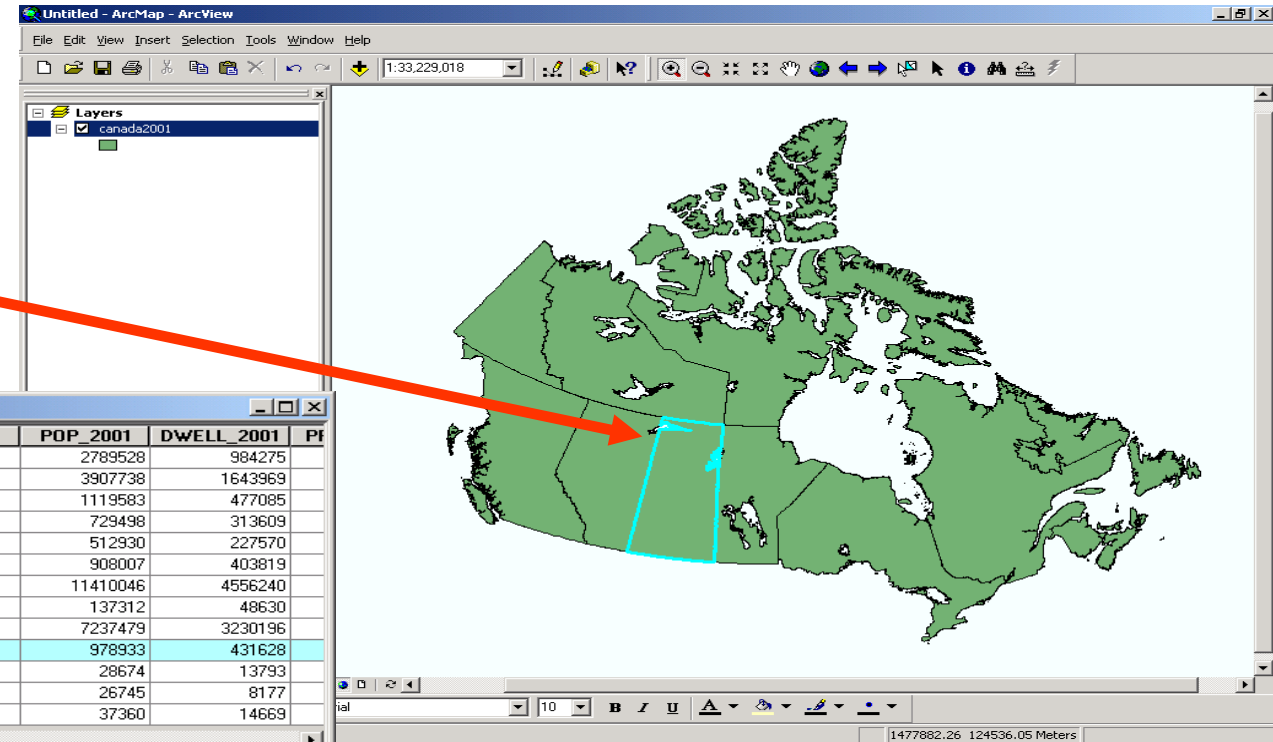 Untitled - ArcMap - ArcView
File Edit View Insert Selection Tools Window Help
1:33,229,018
Layers
canada2001
POP_2001 DWELL_2001
2789528 984275
3907738 1643969
1119583 477085
729498 313609
512930 227570
908007 403819
11410046 4556240
137312 48630
7237479 3230196
978933 431628
28674 13793
26745 8177
37360 14669
10 B I U A
1477882.26 124536.05 Meters